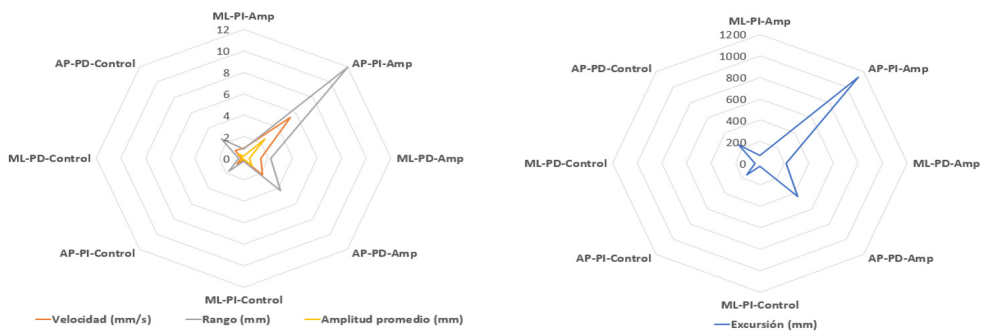 ML-PI-Amp
12
10
8
6
4
2
0
AP-PI-Amp
ML-PD-Amp
AP-PD-Amp
ML-PI-Control
AP-PI-Control
ML-PD-Control
AP-PD-Control
Velocidad (mm/s) Rango (mm) Amplitud promedio (mm)
ML-PI-Amp
1200
1000
800
600
400
200
0
AP-PI-Amp
ML-PD-Amp
AP-PD-Amp
ML-PI-Control
AP-PI-Control
ML-PD-Control
AP-PD-Control
Excursión (mm)